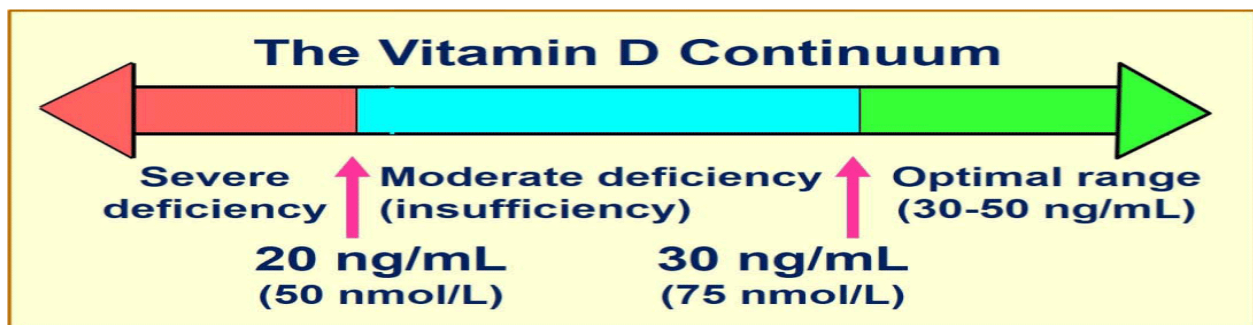 The Vitamin D Continuum
Severe
deficiency
Moderate deficiency
(insufficiency)
Optimal range
(30-50 ng/mL)
20 ng/mL
(50 nmol/L)
30 ng/mL
(75 nmol/L)